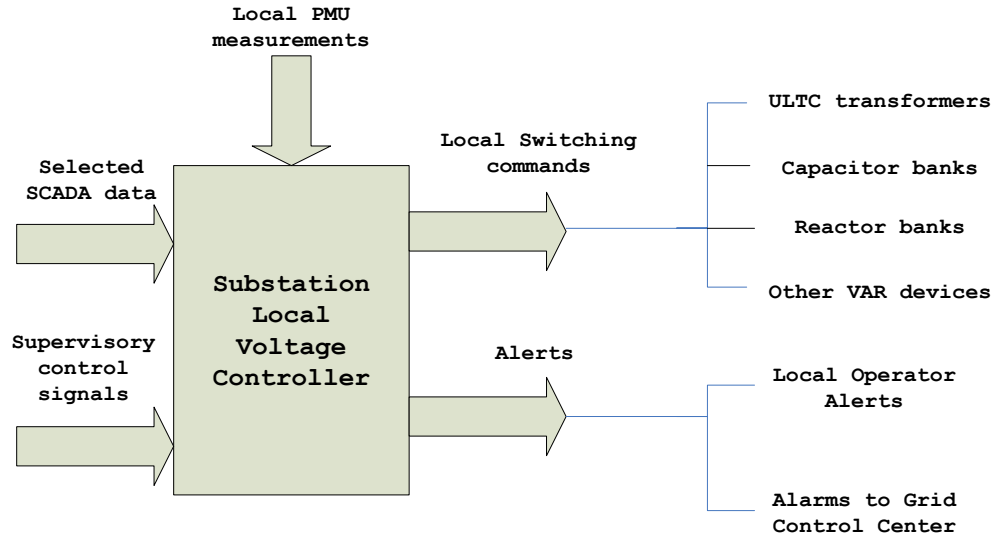 Local PMU
measurements
Selected
SCADA data
Supervisory
control
signals
Substation
Local
Voltage
Controller
Local Switching
commands
Alerts
ULTC transformers
Capacitor banks
Reactor banks
Other VAR devices
Local Operator
Alerts
Alarms to Grid
Control Center